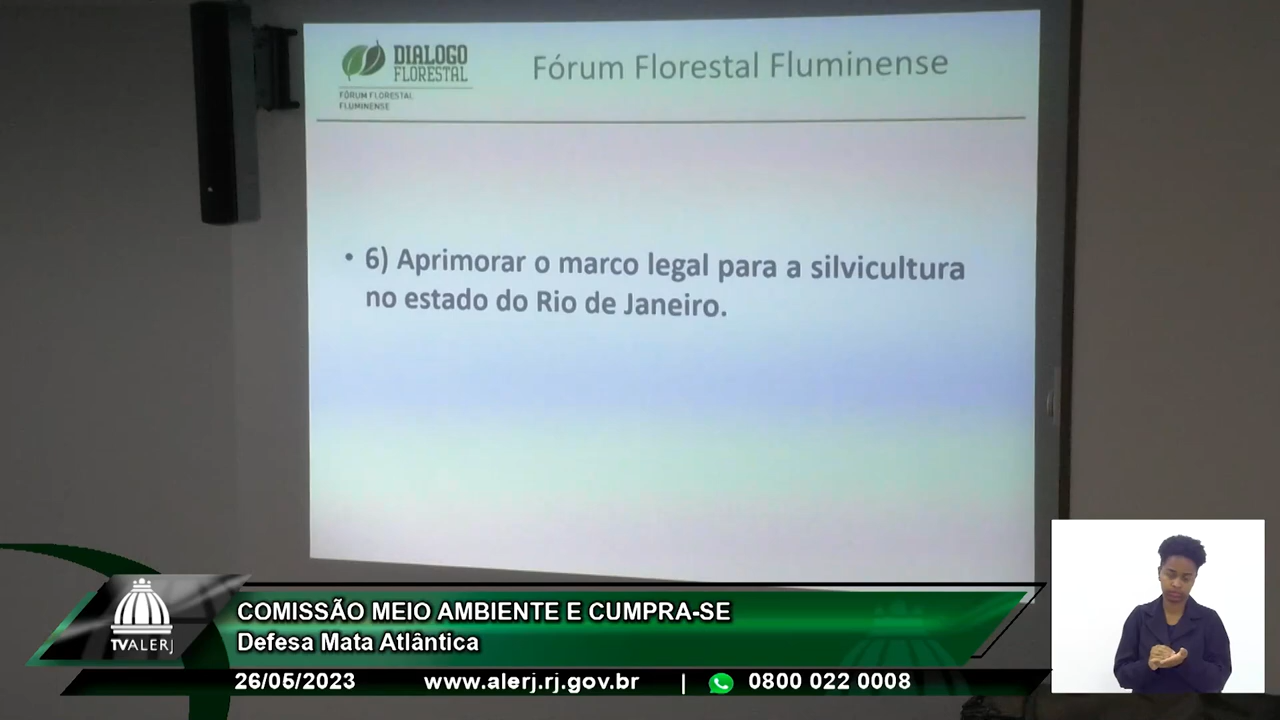 DIALOGO
FLORESTAL
FÓRUM FLORESTAL
FLUMINENSE
Fórum Florestal Fluminense
• 6) Aprimorar o marco legal para a silvicultura
no estado do Rio de Janeiro.
COMISSÃO MEIO AMBIENTE E CUMPRA-SE
Defesa Mata Atlântica
TVALERJ
26/05/2023 www.alerj.rj.gov.br | 0800 022 0008